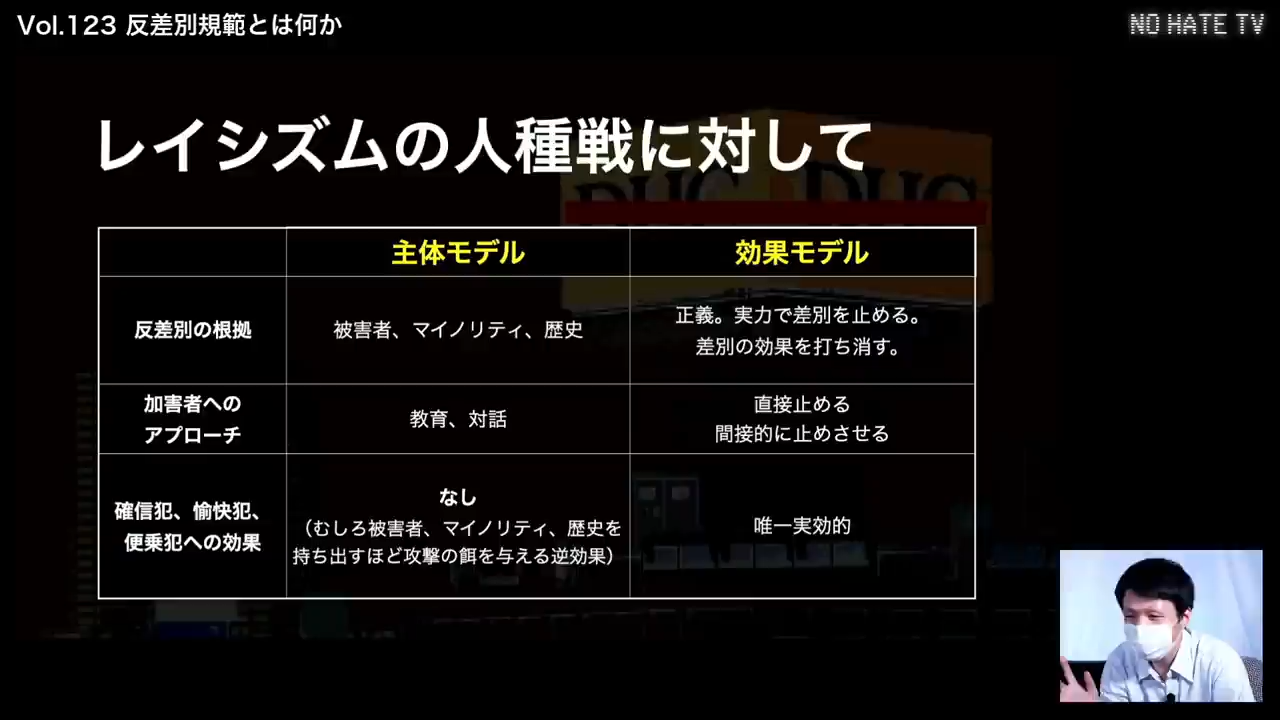 Vol.123 反差別規範とは何か
NO HATE TV
レイシズムの人種戦に対して
DHC DHC
主体モデル
効果モデル
反差別の根拠
被害者、マイノリティ、歴史
正義。実力で差別を止める。
差別の効果を打ち消す。
加害者への
アプローチ
教育、対話
直接止める
間接的に止めさせる
確信犯、愉快犯、
便乗犯への効果
なし
（むしろ被害者、マイノリティ、歴史を
持ち出すほど攻撃の餌を与える逆効果）
唯一実効的